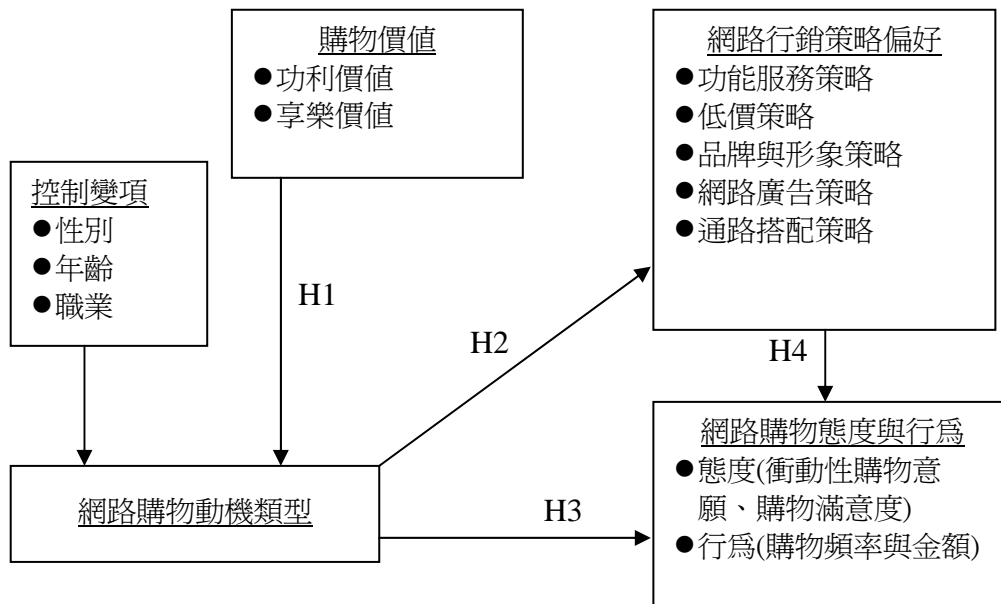 購物價值
●功利價值
●享樂價值
網路行銷策略偏好
●功能服務策略
●低價策略
●品牌與形象策略
●網路廣告策略
●通路搭配策略
控制變項
●性別
●年齡
●職業
H1
H2
H4
網路購物動機類型
H3
網路購物態度與行為
●態度(衝動性購物意
願、購物滿意度)
●行為(購物頻率與金額)